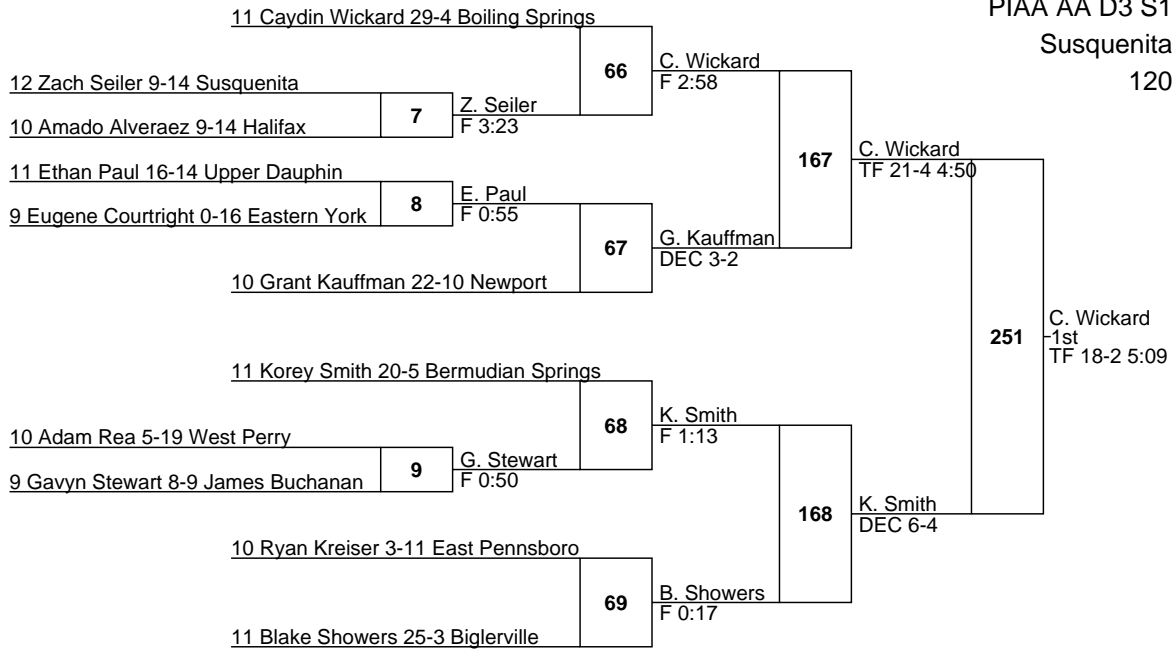 PIAA AA D3 S1
Susquenita
120
11 Caydin Wickard 29-4 Boiling Springs
66
C. Wickard
F 2:58
12 Zach Seiler 9-14 Susquenita
7
Z. Seiler
F 3:23
10 Amado Alveraez 9-14 Halifax
167
C. Wickard
TF 21-4 4:50
11 Ethan Paul 16-14 Upper Dauphin
8
E. Paul
F 0:55
9 Eugene Courtright 0-16 Eastern York
67
G. Kauffman
DEC 3-2
10 Grant Kauffman 22-10 Newport
251
C. Wickard
1st
TF 18-2 5:09
11 Korey Smith 20-5 Bermudian Springs
68
K. Smith
F 1:13
10 Adam Rea 5-19 West Perry
9
G. Stewart
F 0:50
9 Gavyn Stewart 8-9 James Buchanan
168
K. Smith
DEC 6-4
10 Ryan Kreiser 3-11 East Pennsboro
69
B. Showers
F 0:17
11 Blake Showers 25-3 Biglerville